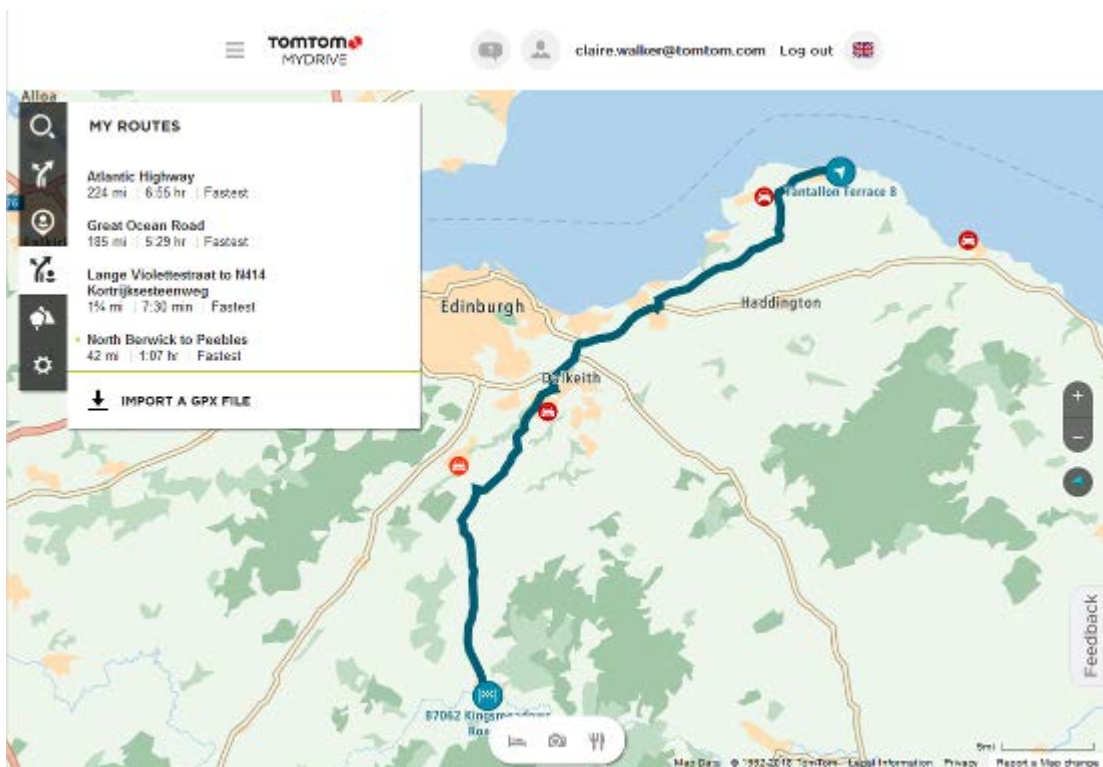 TOMTOM
MYDRIVE
claire.walker@tomtom.com Log out
Alloa
MY ROUTES
Atlantic Highway
224 mi | 6:55 hr | Fastest
Great Ocean Road
185 mi | 5:29 hr | Fastest
Lange Violettestraat to N414
Kortrijksesteenweg
1¼ mi | 7:30 min | Fastest
North Berwick to Peebles
42 mi | 1:07 hr | Fastest
IMPORT A GPX FILE
Tantallon Terrace 8
Edinburgh
Haddington
Dalkeith
+
−
Feedback
5mi
Map Data © 1992-2018 TomTom Legal Information Privacy Report a Map change